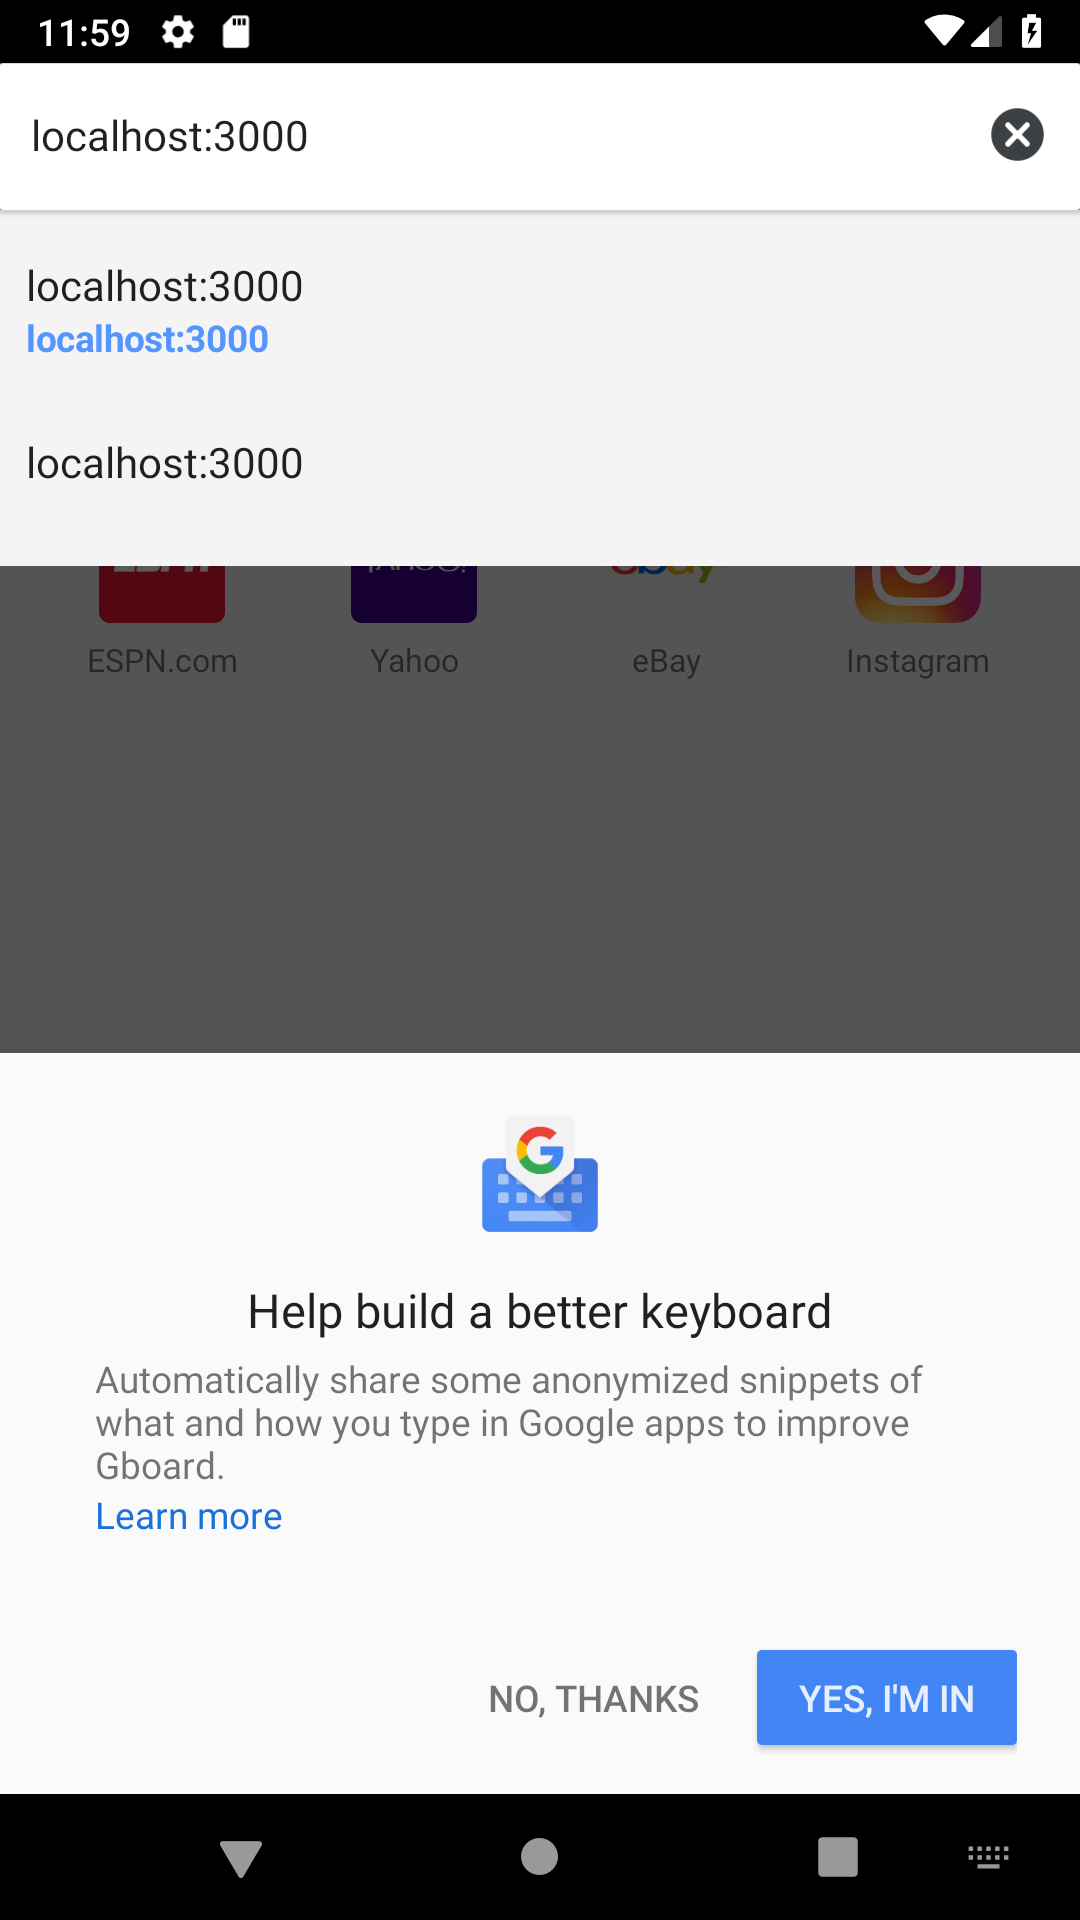 11:59
localhost:3000
localhost:3000
localhost:3000
localhost:3000
ESPN.com
Yahoo
eBay
Instagram
Help build a better keyboard
Automatically share some anonymized snippets of
what and how you type in Google apps to improve
Gboard.
Learn more
NO, THANKS
YES, I'M IN